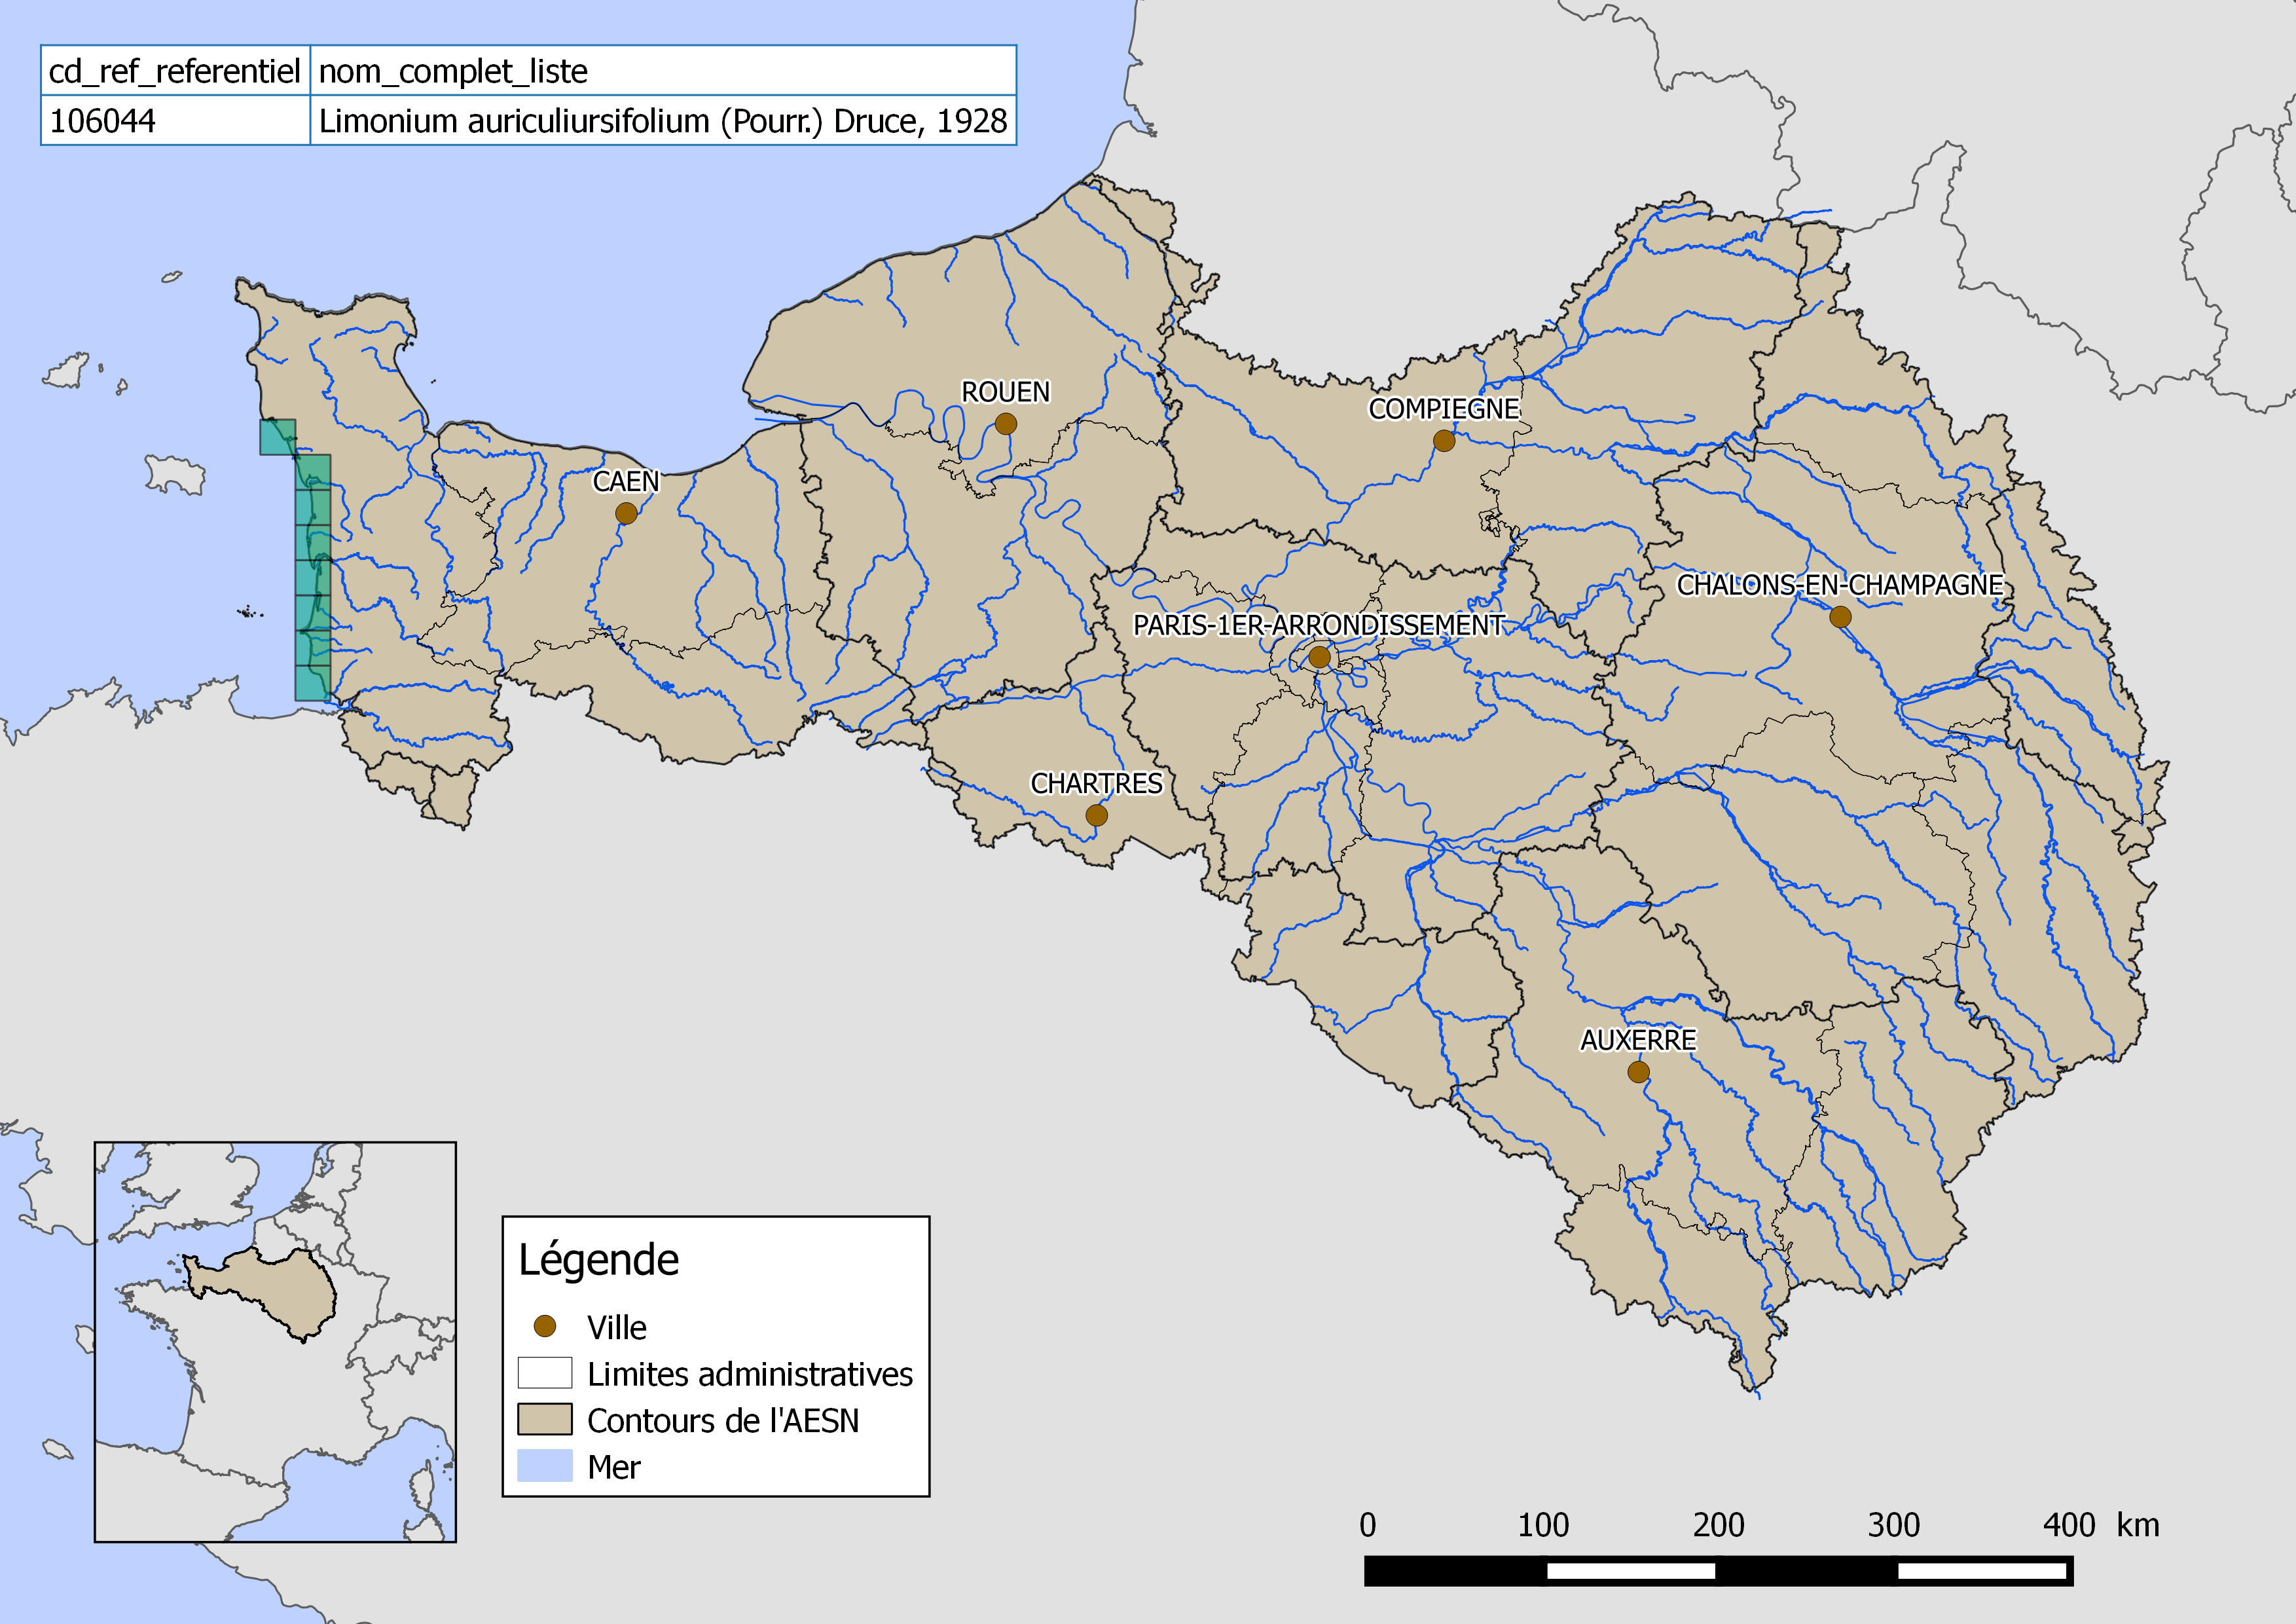 cd_ref_referentiel nom_complet_liste
106044 Limonium auriculiursifolium (Pourr.) Druce, 1928
ROUEN
COMPIEGNE
CAEN
CHALONS-EN-CHAMPAGNE
PARIS-1ER-ARRONDISSEMENT
CHARTRES
AUXERRE
Légende
Ville
Limites administratives
Contours de l'AESN
Mer
0 100 200 300 400 km